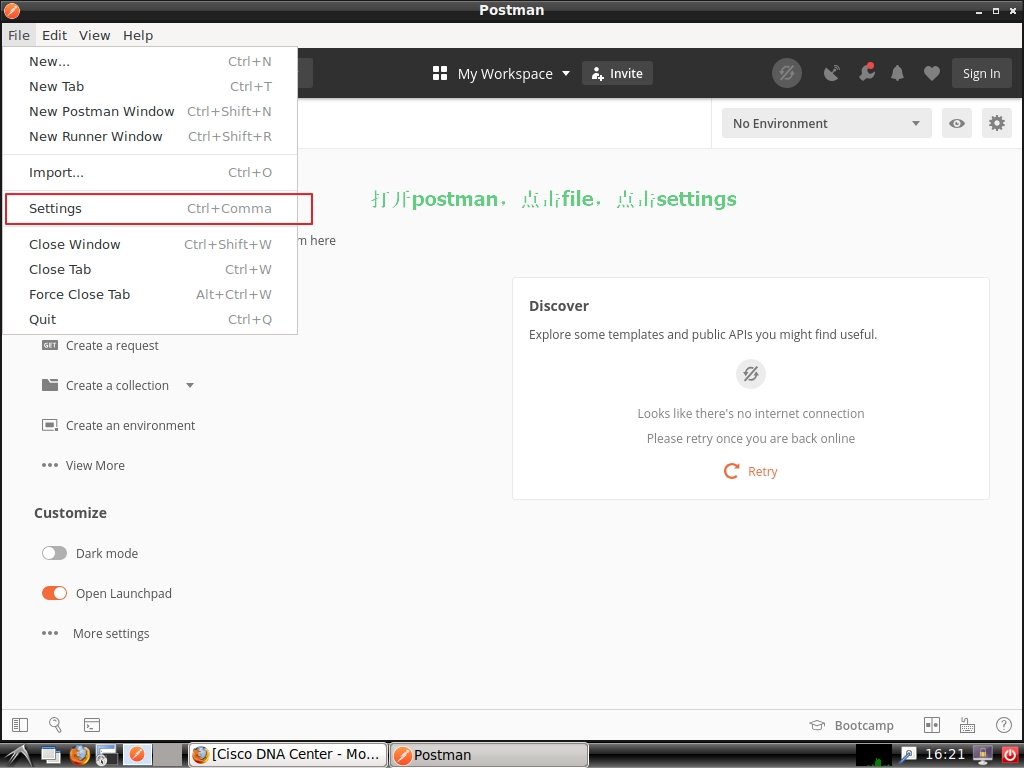 Postman
File Edit View Help
New... Ctrl+N
New Tab Ctrl+T
New Postman Window Ctrl+Shift+N
New Runner Window Ctrl+Shift+R
Import... Ctrl+O
Settings Ctrl+Comma
Close Window Ctrl+Shift+W
Close Tab Ctrl+W
Force Close Tab Alt+Ctrl+W
Quit Ctrl+Q
My Workspace
Invite
Sign In
No Environment
打开postman，点击file，点击settings
m here
GET Create a request
Create a collection
Create an environment
View More
Customize
Dark mode
Open Launchpad
More settings
Discover
Explore some templates and public APIs you might find useful.
Looks like there's no internet connection
Please retry once you are back online
Retry
Bootcamp
[Cisco DNA Center - Mo...
Postman
16:21